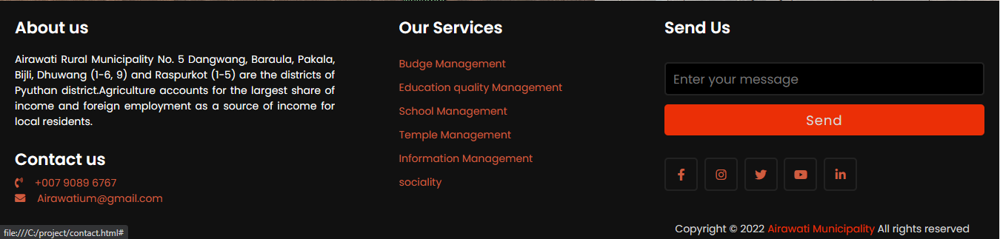 About us
Airawati Rural Municipality No. 5 Dangwang, Baraula, Pakala,
Bijli, Dhuwang (1-6, 9) and Raspurkot (1-5) are the districts of
Pyuthan district.Agriculture accounts for the largest share of
income and foreign employment as a source of income for
local residents.
Contact us
+007 9089 6767
Airawatium@gmail.com
Our Services
Budge Management
Education quality Management
School Management
Temple Management
Information Management
sociality
Send Us
Enter your message
Send
Copyright © 2022 Airawati Municipality All rights reserved
file:///C:/project/contact.html#